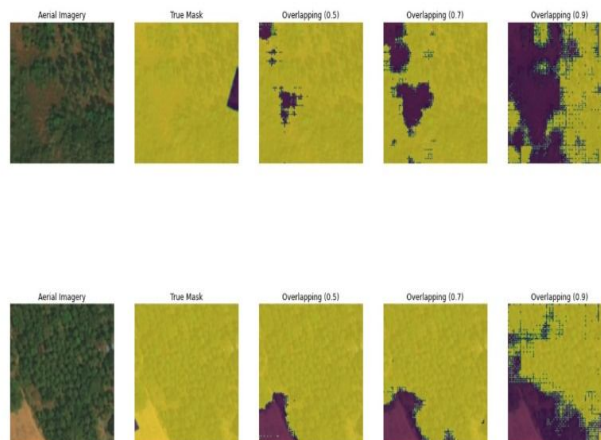 Aerial Imagery
True Mask
Overlapping (0.5)
Overlapping (0.7)
Overlapping (0.9)
Aerial Imagery
True Mask
Overlapping (0.5)
Overlapping (0.7)
Overlapping (0.9)